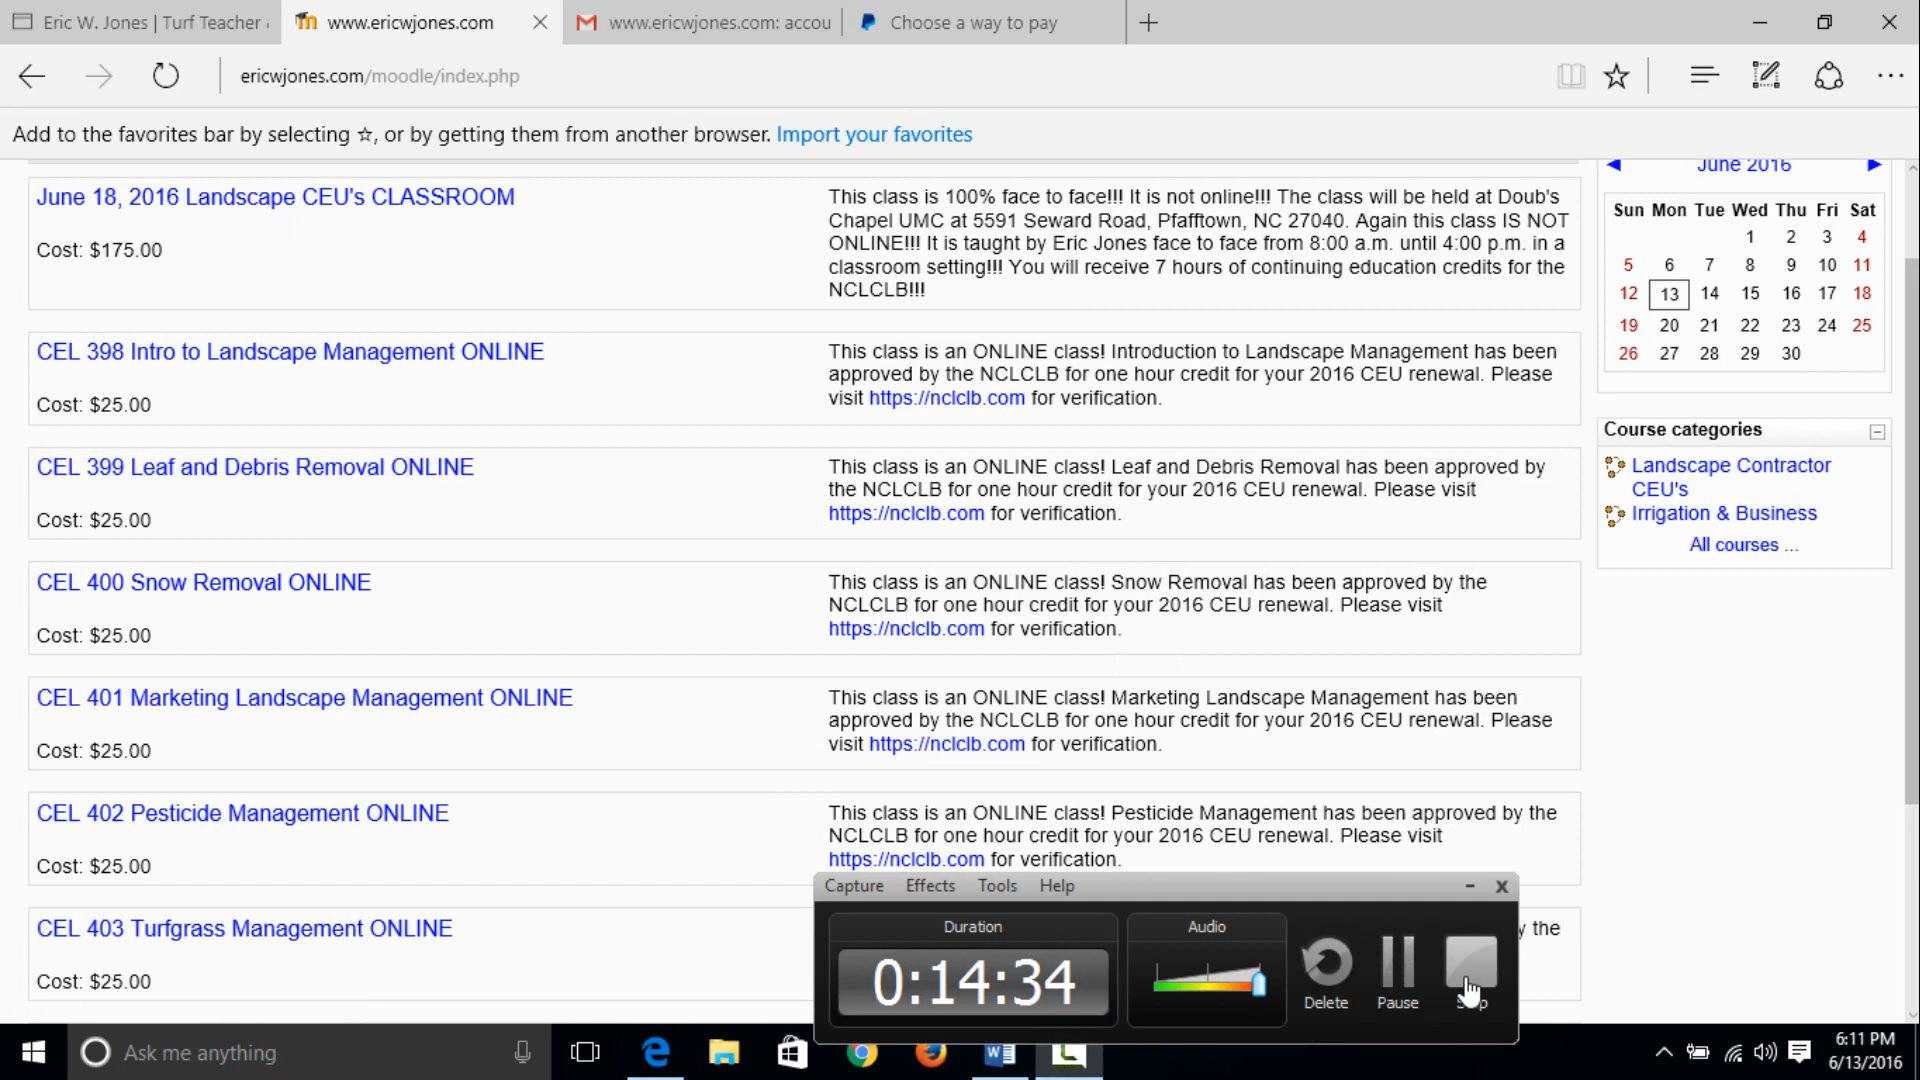 Eric W. Jones | Turf Teacher
www.ericwjones.com
www.ericwjones.com: accou
Choose a way to pay
ericwjones.com/moodle/index.php
Add to the favorites bar by selecting ☆, or by getting them from another browser. Import your favorites
June 18, 2016 Landscape CEU's CLASSROOM
Cost: $175.00
This class is 100% face to face!!! It is not online!!! The class will be held at Doub's
Chapel UMC at 5591 Seward Road, Pfafftown, NC 27040. Again this class IS NOT
ONLINE!!! It is taught by Eric Jones face to face from 8:00 a.m. until 4:00 p.m. in a
classroom setting!!! You will receive 7 hours of continuing education credits for the
NCLCLB!!!
CEL 398 Intro to Landscape Management ONLINE
Cost: $25.00
This class is an ONLINE class! Introduction to Landscape Management has been
approved by the NCLCLB for one hour credit for your 2016 CEU renewal. Please
visit https://nclclb.com for verification.
CEL 399 Leaf and Debris Removal ONLINE
Cost: $25.00
This class is an ONLINE class! Leaf and Debris Removal has been approved by
the NCLCLB for one hour credit for your 2016 CEU renewal. Please visit
https://nclclb.com for verification.
CEL 400 Snow Removal ONLINE
Cost: $25.00
This class is an ONLINE class! Snow Removal has been approved by the
NCLCLB for one hour credit for your 2016 CEU renewal. Please visit
https://nclclb.com for verification.
CEL 401 Marketing Landscape Management ONLINE
Cost: $25.00
This class is an ONLINE class! Marketing Landscape Management has been
approved by the NCLCLB for one hour credit for your 2016 CEU renewal. Please
visit https://nclclb.com for verification.
CEL 402 Pesticide Management ONLINE
Cost: $25.00
This class is an ONLINE class! Pesticide Management has been approved by the
NCLCLB for one hour credit for your 2016 CEU renewal. Please visit
https://nclclb.com for verification.
CEL 403 Turfgrass Management ONLINE
Cost: $25.00
y the
June 2016
Sun Mon Tue Wed Thu Fri Sat
1 2 3 4
5 6 7 8 9 10 11
12 13 14 15 16 17 18
19 20 21 22 23 24 25
26 27 28 29 30
Course categories
Landscape Contractor
CEU's
Irrigation & Business
All courses ...
Capture Effects Tools Help
Duration
0:14:34
Audio
Delete
Pause
Ask me anything
6:11 PM
6/13/2016